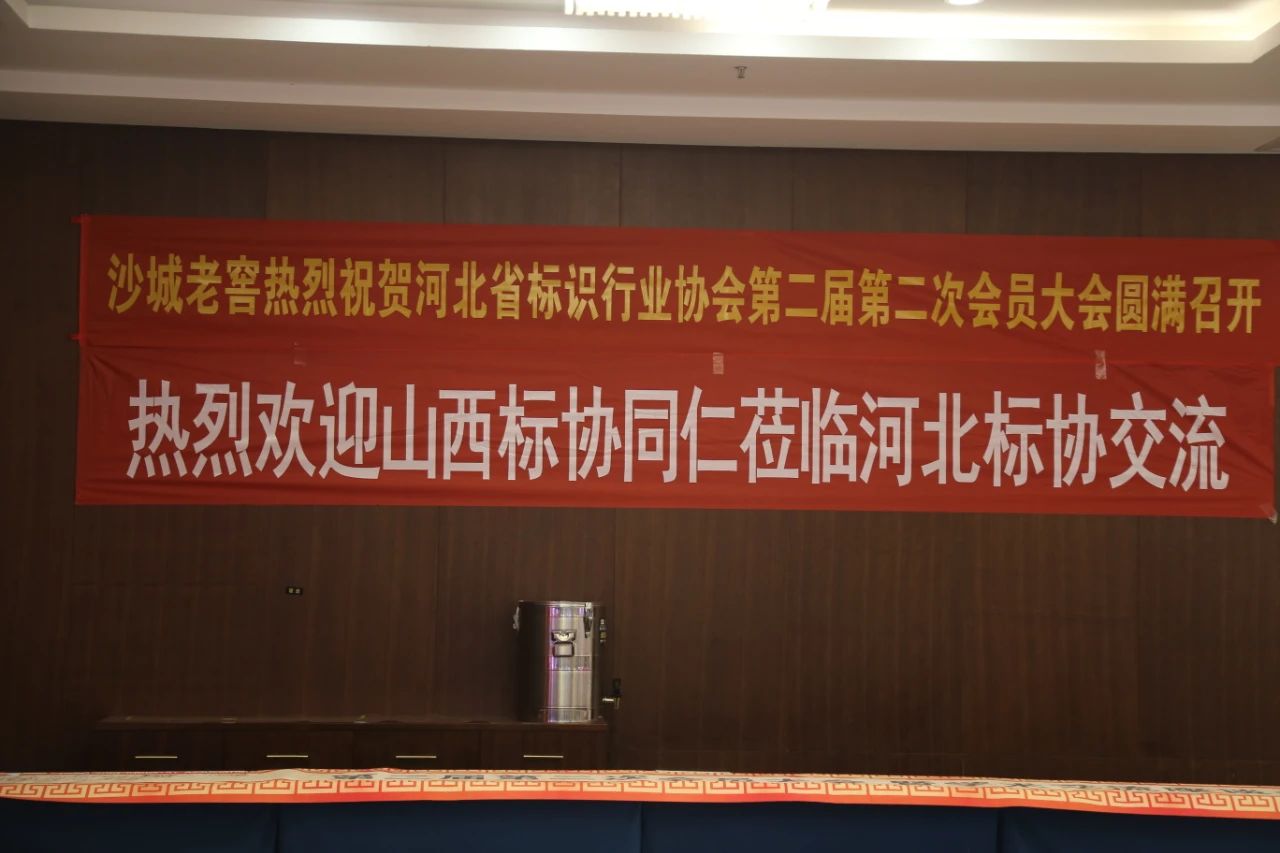 沙城老窖热烈祝贺河北省标识行业协会第二届第二次会员大会圆满召开
热烈欢迎山西标协同仁莅临河北标协交流